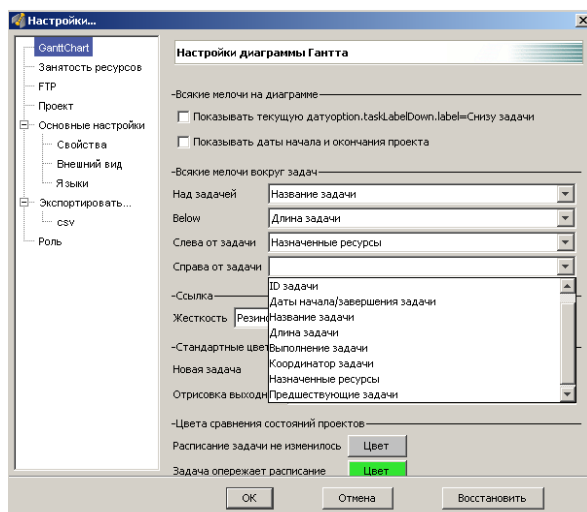 Настройки...
GanttChart
Занятость ресурсов
FTP
Проект
Основные настройки
Свойства
Внешний вид
Языки
Экспортировать...
csv
Роль
Настройки диаграммы Гантта
Всякие мелочи на диаграмме
Показывать текущую датуoption.taskLabelDown.label=Снизу задачи
Показывать даты начала и окончания проекта
Всякие мелочи вокруг задач
Над задачей Название задачи
Below Длина задачи
Слева от задачи Назначенные ресурсы
Справа от задачи
ID задачи
Даты начала/завершения задачи
Название задачи
Длина задачи
Выполнение задачи
Координатор задачи
Назначенные ресурсы
Предшествующие задачи
Ссылка
Жесткость
Стандартные
Новая задача
Отрисовка
Цвета сравнения состояний проектов
Расписание задачи не изменилось Цвет
Задача опережает расписание Цвет
OK Отмена Восстановить